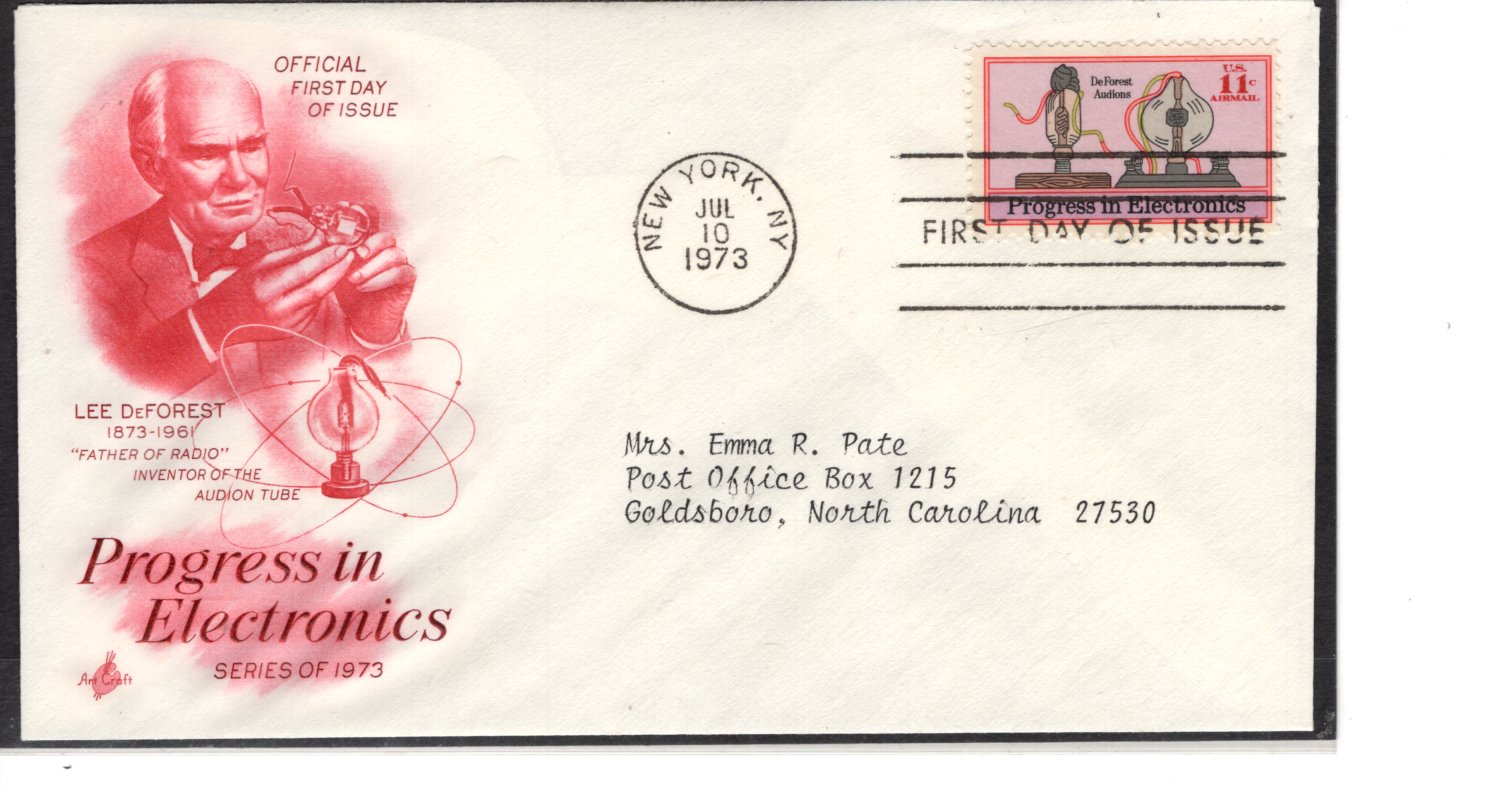 OFFICIAL
FIRST DAY
OF ISSUE
LEE DEFOREST
1873-1961
"FATHER OF RADIO"
INVENTOR OF THE
AUDION TUBE
Progress in
Electronics
SERIES OF 1973
Art Craft
NEW YORK, NY
JUL
10
1973
DeForest
Audions
U.S.
11c
AIRMAIL
Progress in Electronics
FIRST DAY OF ISSUE
Mrs. Emma R. Pate
Post Office Box 1215
Goldsboro, North Carolina 27530